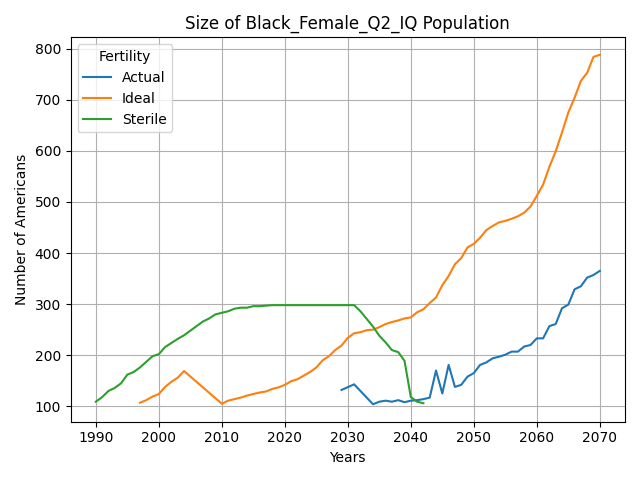 Size of Black_Female_Q2_IQ Population
Fertility
Actual
Ideal
Sterile
Number of Americans
800
700
600
500
400
300
200
100
1990 2000 2010 2020 2030 2040 2050 2060 2070
Years